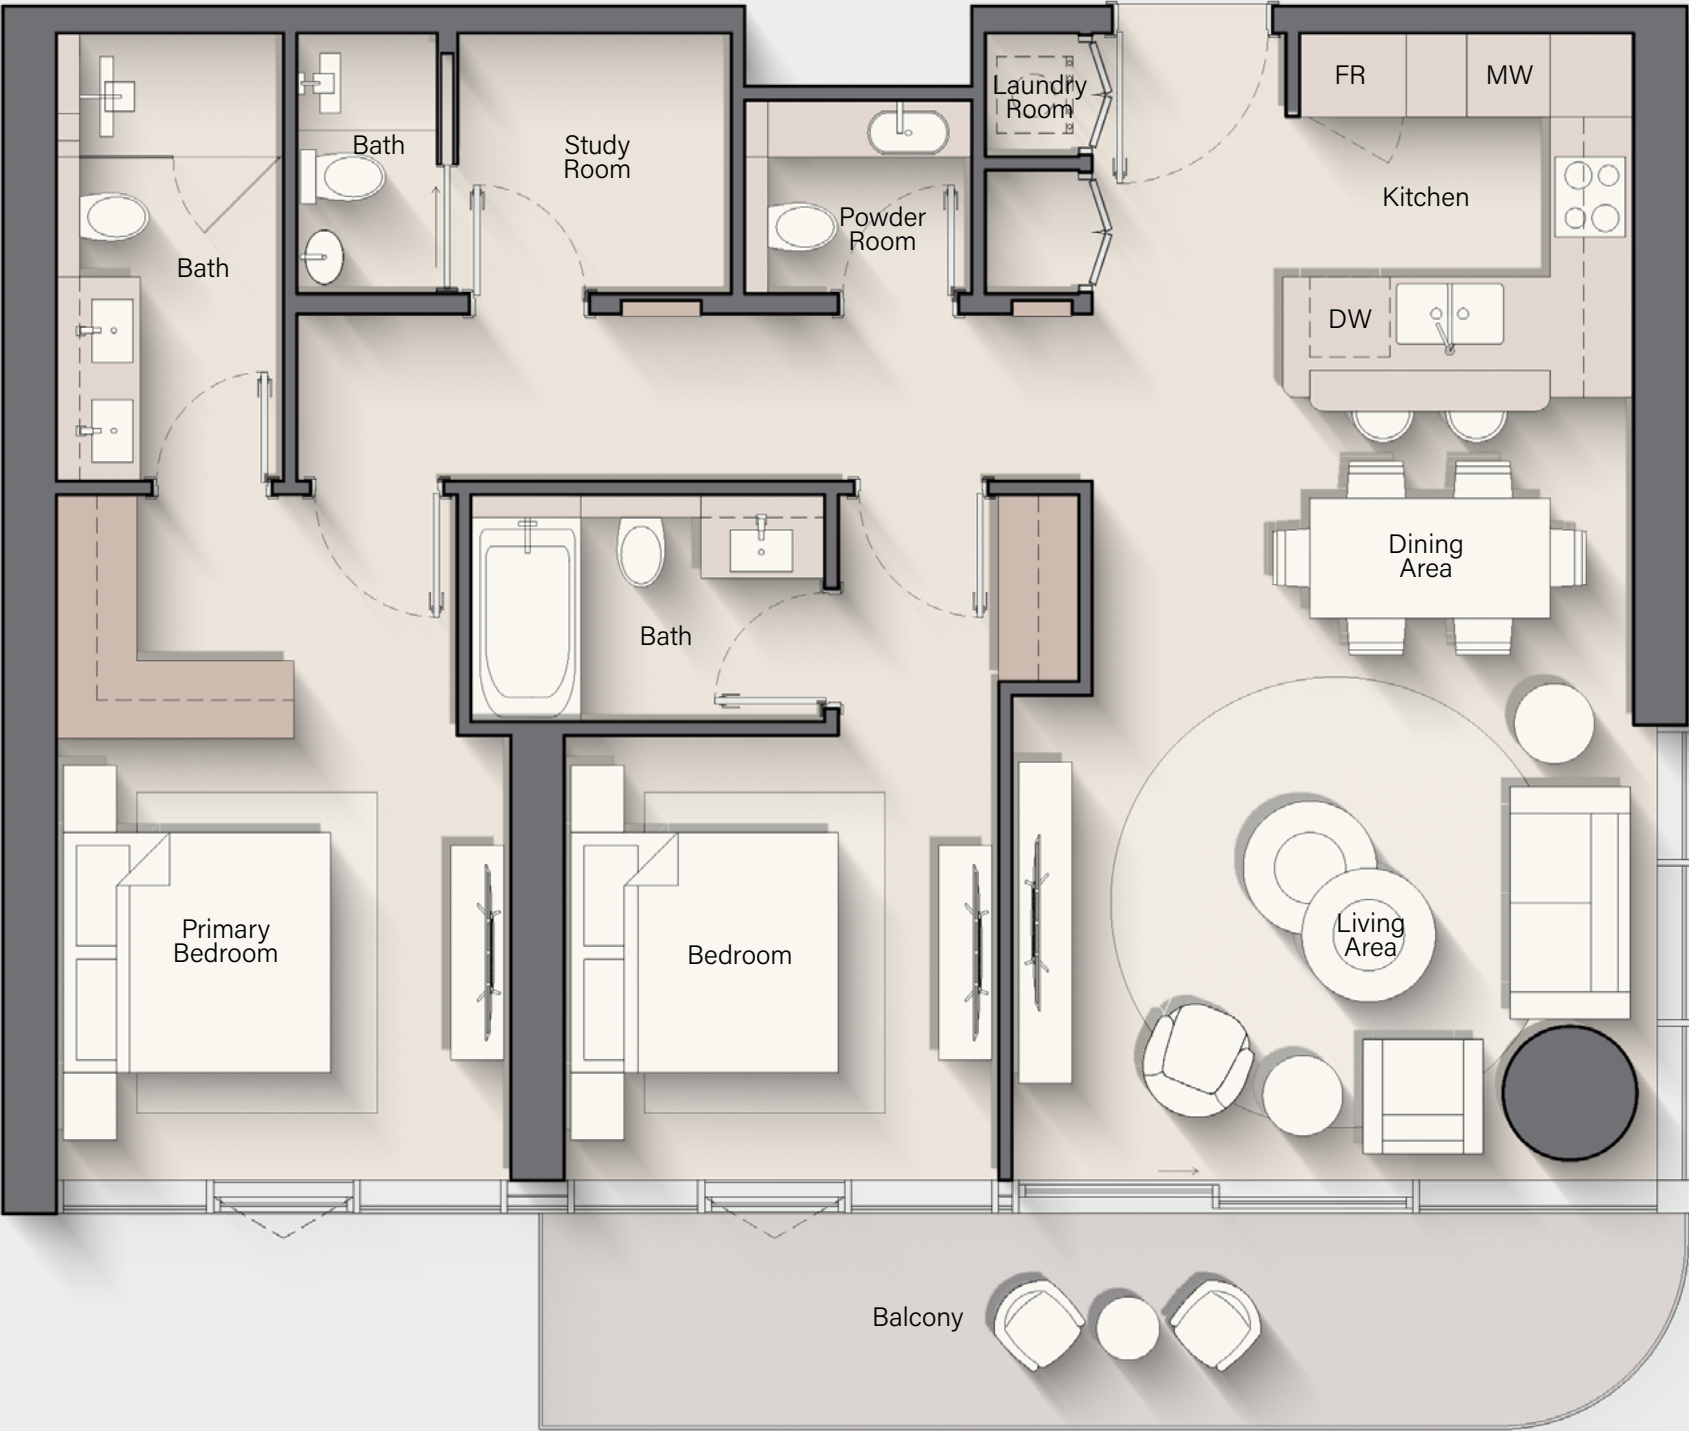 Laundry
Room
FR
MW
Bath
Study
Room
Kitchen
Powder
Room
Bath
DW
Dining
Area
Bath
Primary
Bedroom
Bedroom
Living
Area
Balcony